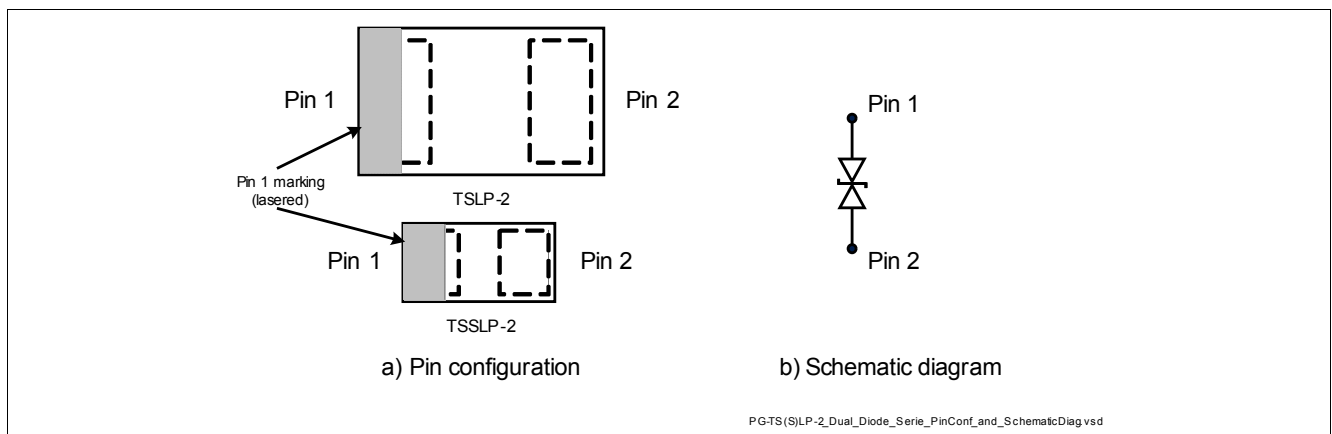 Pin 1
Pin 2
Pin 1 marking
(lasered)
TSLP-2
Pin 1
Pin 2
TSSLP-2
a) Pin configuration
Pin 1
Pin 2
b) Schematic diagram
PG-TS(S)LP-2_Dual_Diode_Serie_PinConf_and_SchematicDiag.vsd